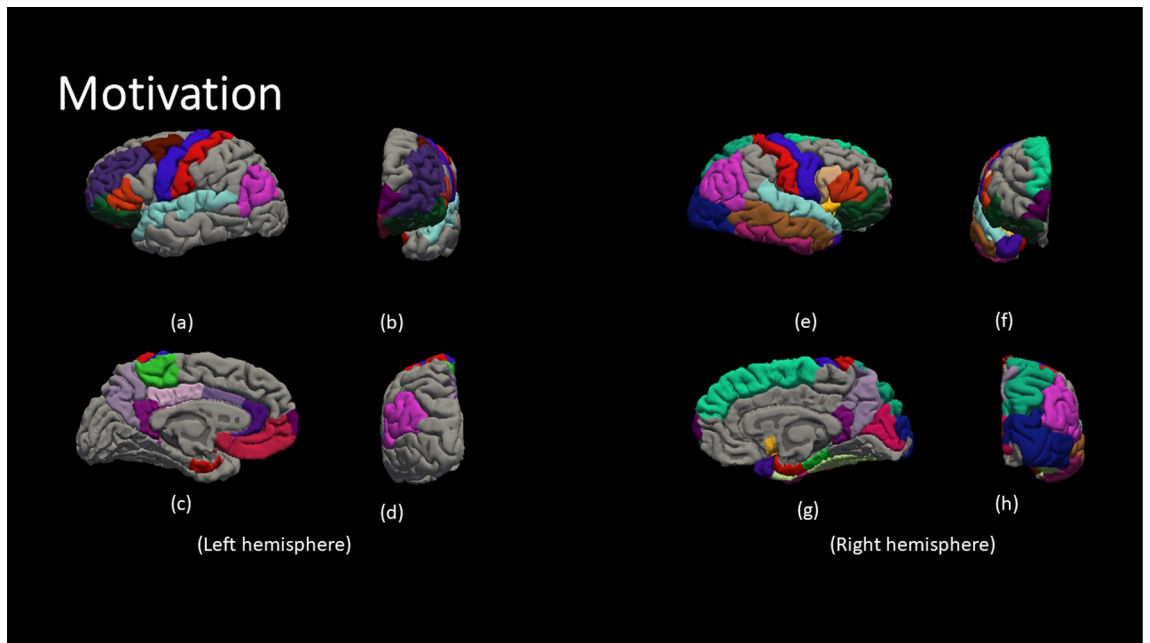 Motivation
(a)
(b)
(e)
(f)
(c)
(d)
(g)
(h)
(Left hemisphere)
(Right hemisphere)